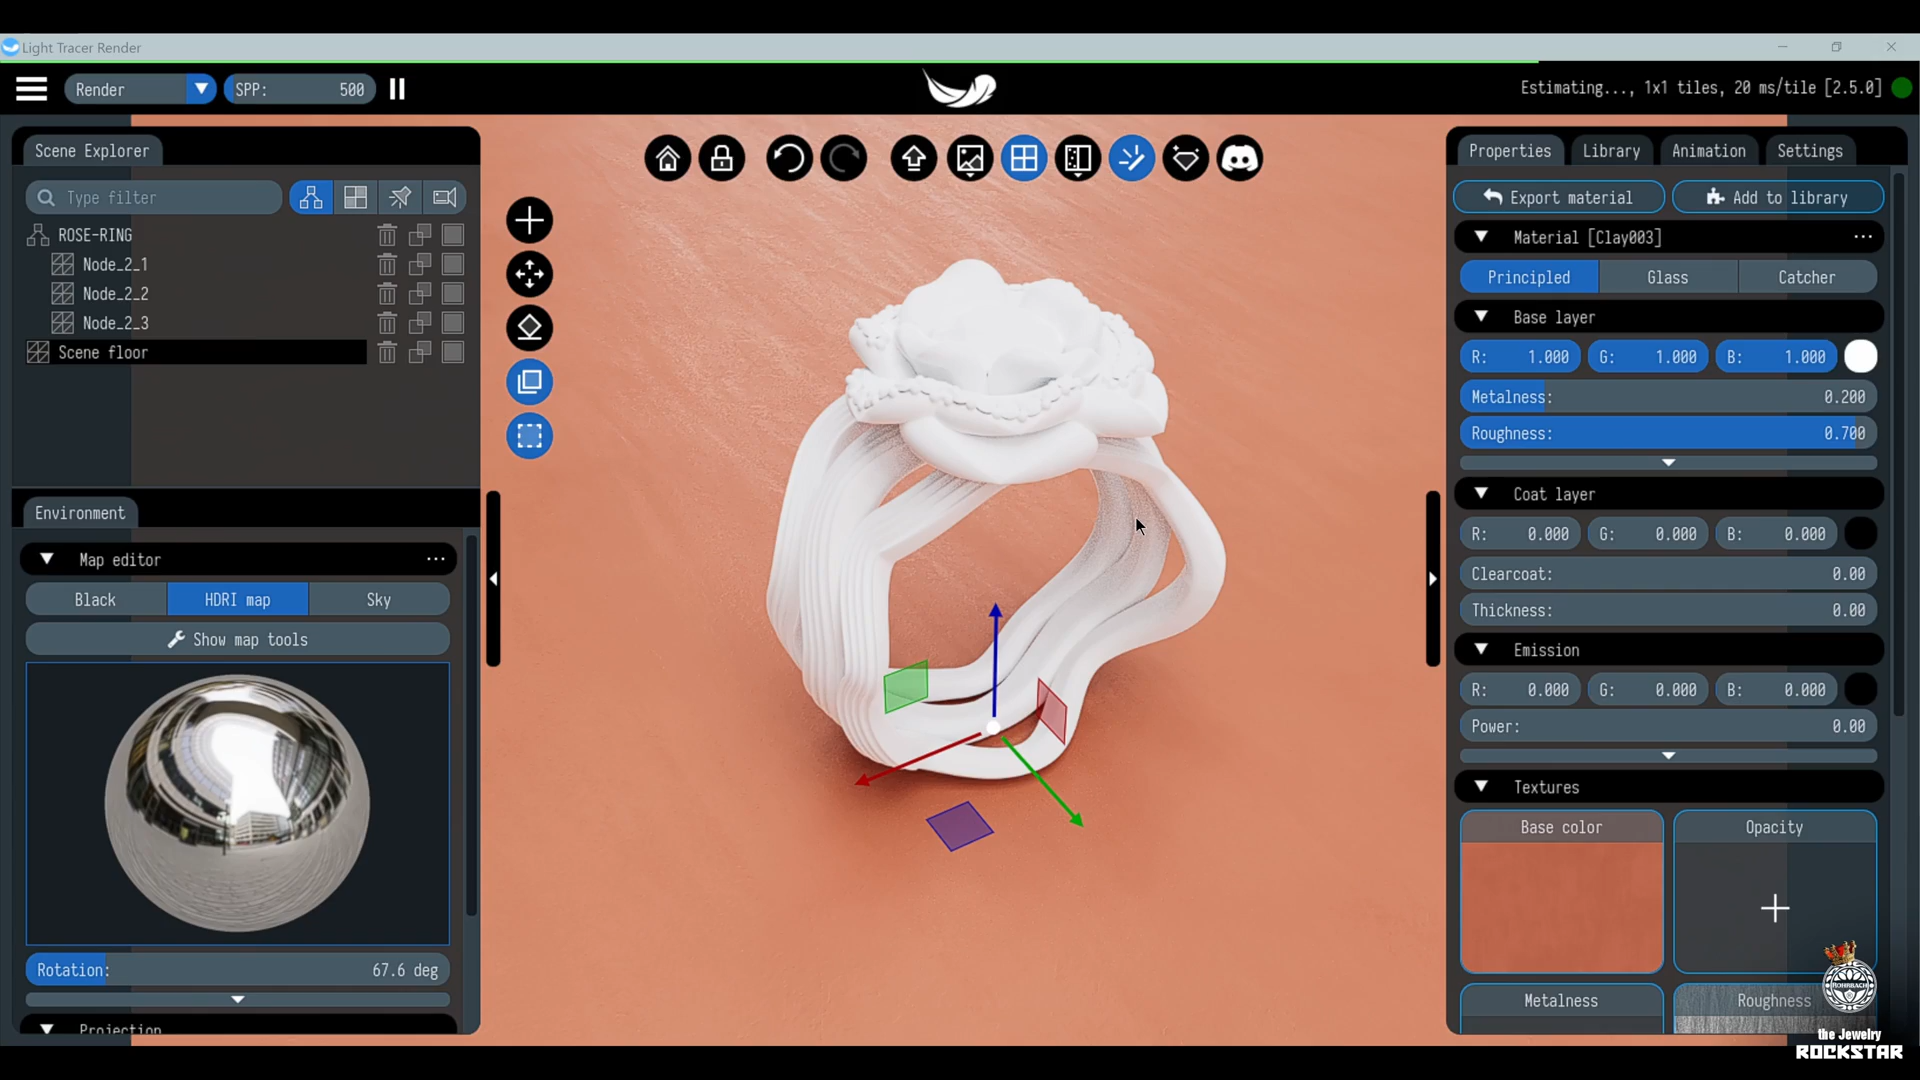 Light Tracer Render
Render
SPP: 500
Estimating..., 1x1 tiles, 20 ms/tile [2.5.0]
Scene Explorer
Type filter
ROSE-RING
Node_2_1
Node_2_2
Node_2_3
Scene floor
Environment
Map editor
Black
HDRI map
Sky
Show map tools
Rotation: 67.6 deg
Projection
Properties
Library
Animation
Settings
Export material
Add to library
Material [Clay003]
Principled
Glass
Catcher
Base layer
R: 1.000
G: 1.000
B: 1.000
Metalness: 0.200
Roughness: 0.700
Coat layer
R: 0.000
G: 0.000
B: 0.000
Clearcoat: 0.00
Thickness: 0.00
Emission
R: 0.000
G: 0.000
B: 0.000
Power: 0.00
Textures
Base color
Opacity
Metalness
Roughness
ROHRBACH
the Jewelry
ROCKSTAR